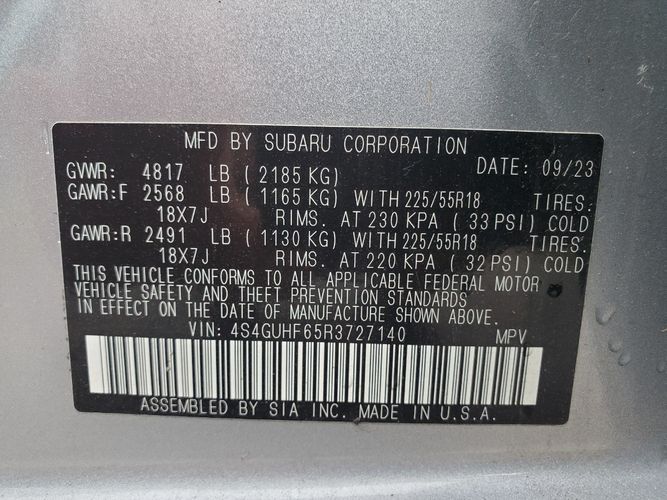 MFD BY SUBARU CORPORATION
DATE: 09/23
GVWR: 4817 LB ( 2185 KG)
GAWR:F 2568 LB ( 1165 KG) WITH 225/55R18 TIRES.
18X7J RIMS. AT 230 KPA ( 33 PSI) COLD
GAWR:R 2491 LB ( 1130 KG) WITH 225/55R18 TIRES.
18X7J RIMS. AT 220 KPA ( 32 PSI) COLD
THIS VEHICLE CONFORMS TO ALL APPLICABLE FEDERAL MOTOR
VEHICLE SAFETY AND THEFT PREVENTION STANDARDS
IN EFFECT ON THE DATE OF MANUFACTURE SHOWN ABOVE.
VIN: 4S4GUHF65R3727140 MPV
ASSEMBLED BY SIA INC. MADE IN U.S.A.